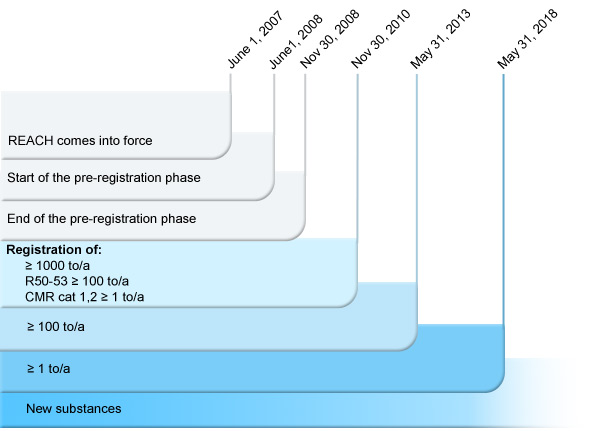 June 1, 2007
June1, 2008
Nov 30, 2008
Nov 30, 2010
May 31, 2013
May 31, 2018
REACH comes into force
Start of the pre-registration phase
End of the pre-registration phase
Registration of:
≥ 1000 to/a
R50-53 ≥ 100 to/a
CMR cat 1,2 ≥ 1 to/a
≥ 100 to/a
≥ 1 to/a
New substances